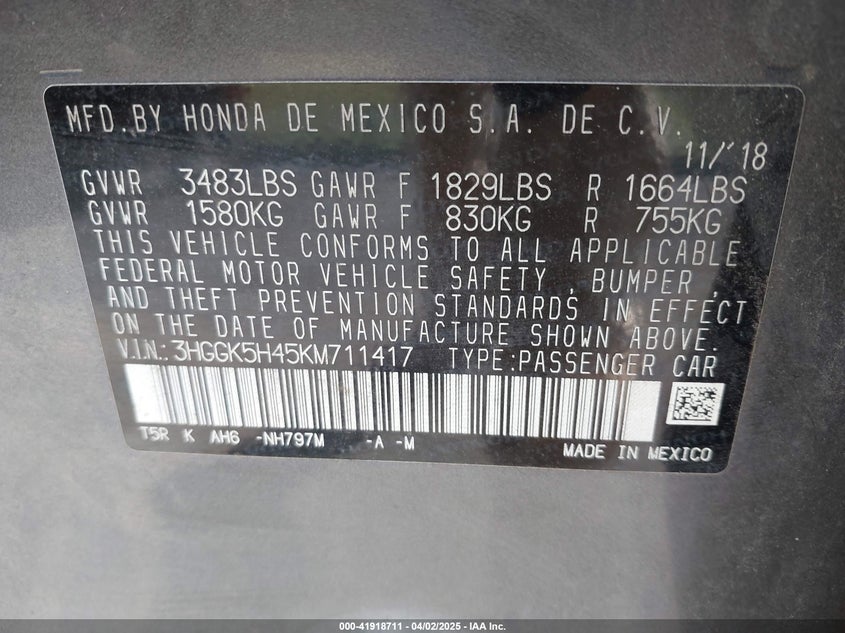 MFD.BY HONDA DE MEXICO S.A. DE C.V.
11/'18
GVWR 3483LBS GAWR F 1829LBS R 1664LBS
GVWR 1580KG GAWR F 830KG R 755KG
THIS VEHICLE CONFORMS TO ALL APPLICABLE
FEDERAL MOTOR VEHICLE SAFETY , BUMPER ,
AND THEFT PREVENTION STANDARDS IN EFFECT
ON THE DATE OF MANUFACTURE SHOWN ABOVE.
V.I.N.: 3HGGK5H45KM711417 TYPE:PASSENGER CAR
T5R K AH6 -NH797M -A -M
MADE IN MEXICO
000-41918711 - 04/02/2025 - IAA Inc.